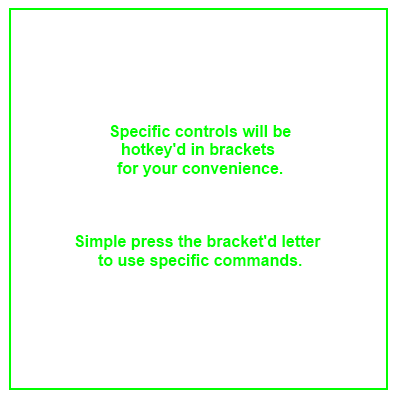 Specific controls will be
hotkey'd in brackets
for your convenience.
Simple press the bracket'd letter
to use specific commands.